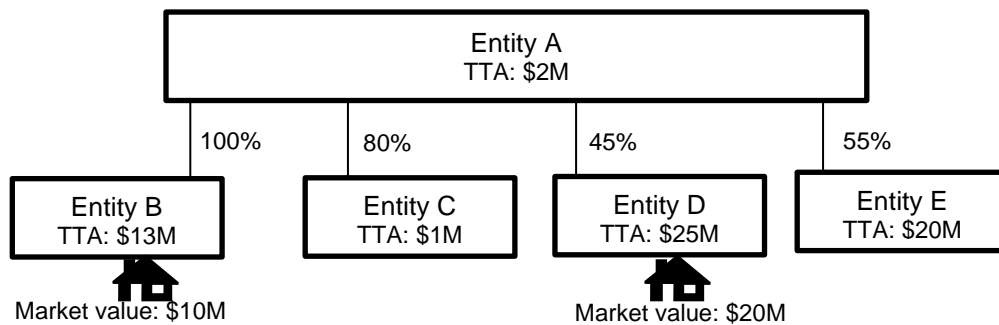 Entity A
TTA: $2M
100%
80%
45%
55%
Entity B
TTA: $13M
Entity C
TTA: $1M
Entity D
TTA: $25M
Entity E
TTA: $20M
Market value: $10M
Market value: $20M